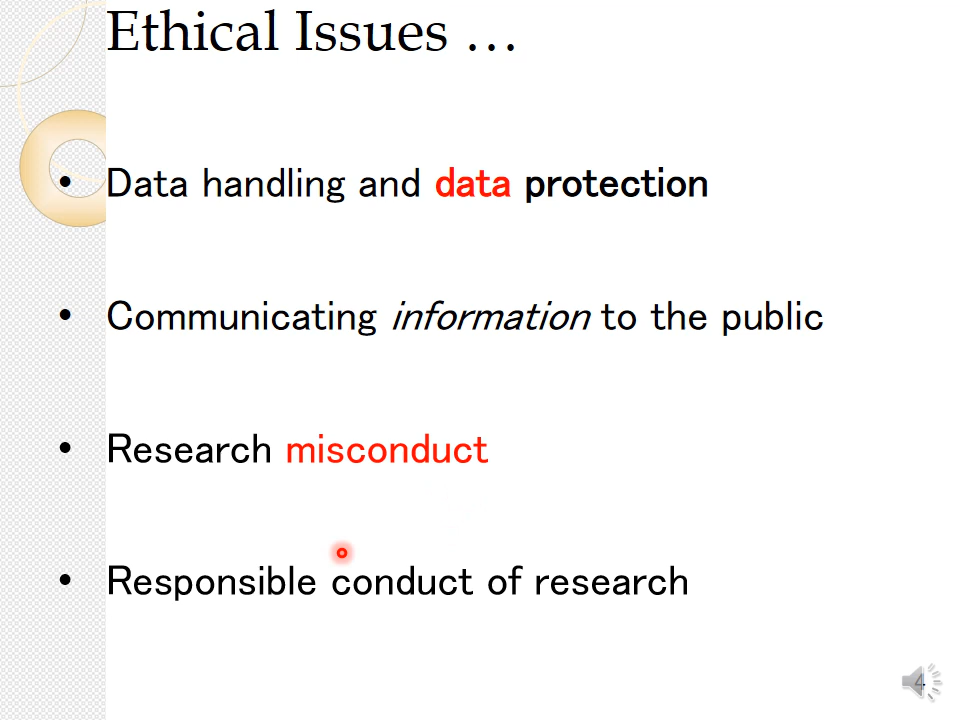 Ethical Issues …
• Data handling and data protection
• Communicating information to the public
• Research misconduct
• Responsible conduct of research
4